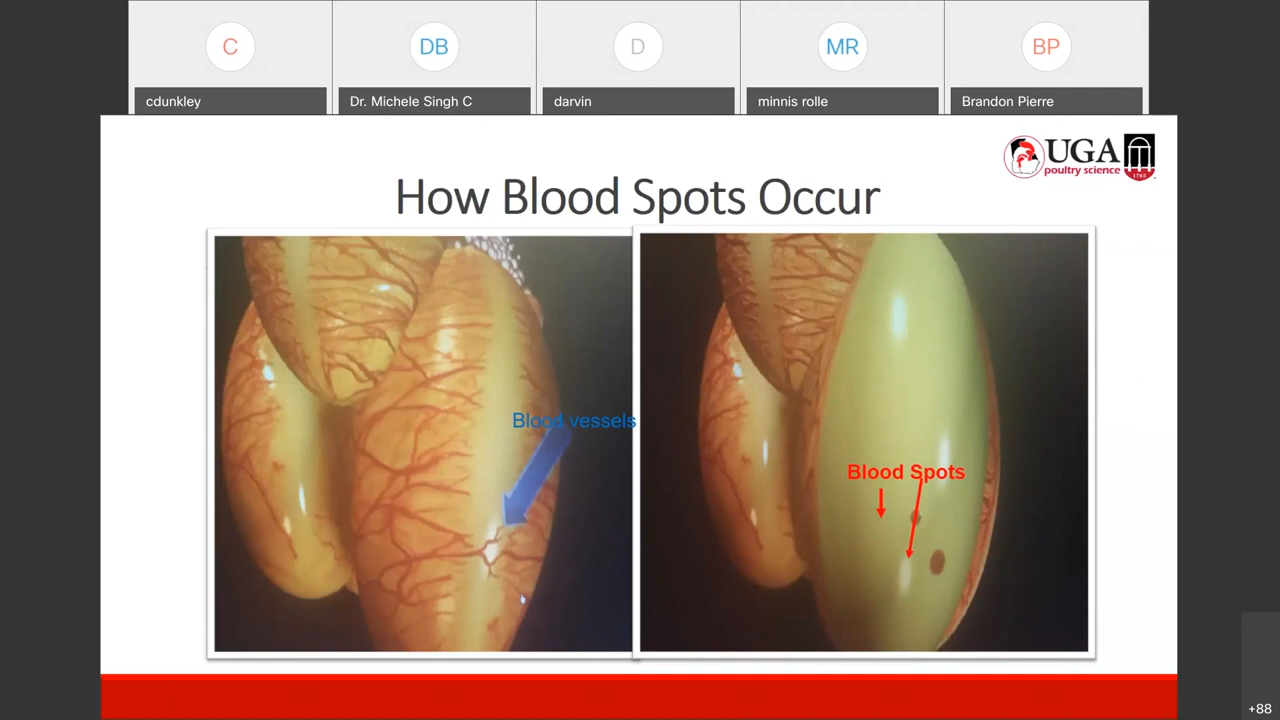 C
DB
D
MR
BP
cdunkley
Dr. Michele Singh C
darvin
minnis rolle
Brandon Pierre
UGA
poultry science
1785
How Blood Spots Occur
Blood vessels
Blood Spots
+88